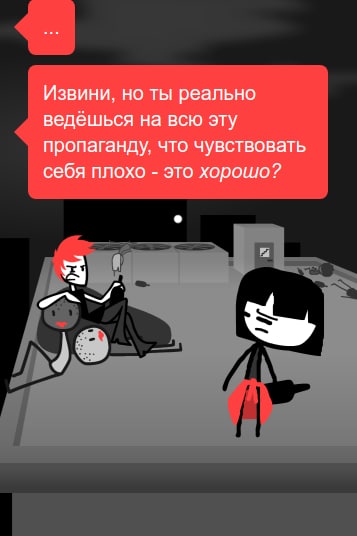 ...
Извини, но ты реально
ведёшься на всю эту
пропаганду, что чувствовать
себя плохо - это хорошо?